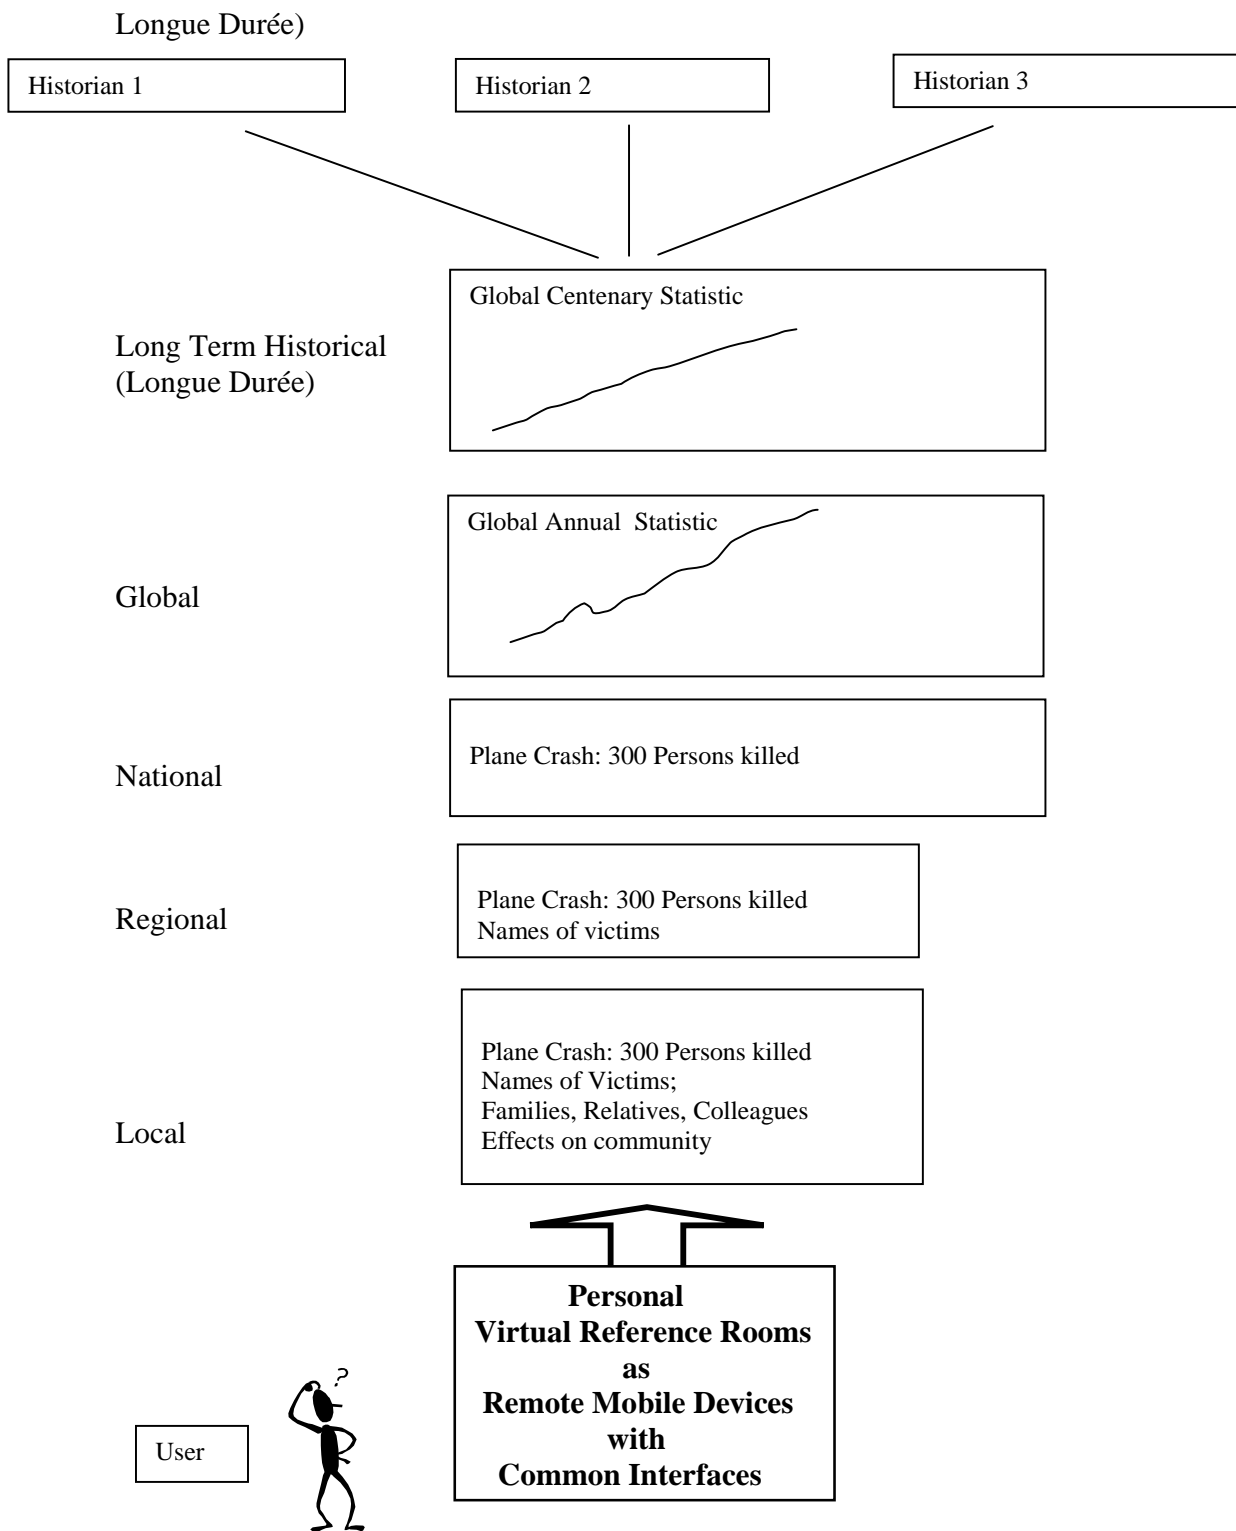 Longue Durée)
Historian 1
Historian 2
Historian 3
Global Centenary Statistic
Long Term Historical
(Longue Durée)
Global Annual  Statistic
Global
Plane Crash: 300 Persons killed
National
Plane Crash: 300 Persons killed
Names of victims
Regional
Plane Crash: 300 Persons killed
Names of Victims;
Families, Relatives, Colleagues
Effects on community
Local
Personal
Virtual Reference Rooms
as
Remote Mobile Devices
with
Common Interfaces
?
User